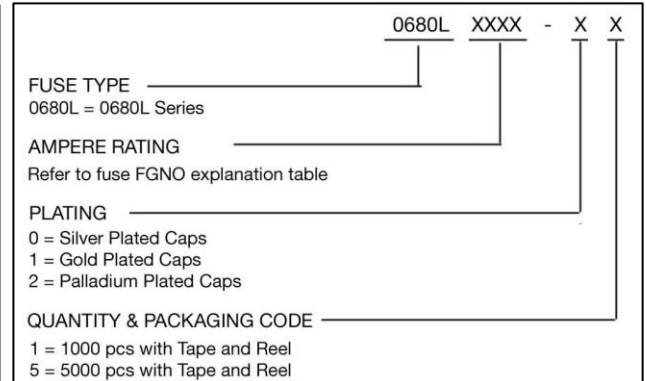 0680L XXXX - X X
FUSE TYPE
0680L = 0680L Series
AMPERE RATING
Refer to fuse FGNO explanation table
PLATING
0 = Silver Plated Caps
1 = Gold Plated Caps
2 = Palladium Plated Caps
QUANTITY & PACKAGING CODE
1 = 1000 pcs with Tape and Reel
5 = 5000 pcs with Tape and Reel